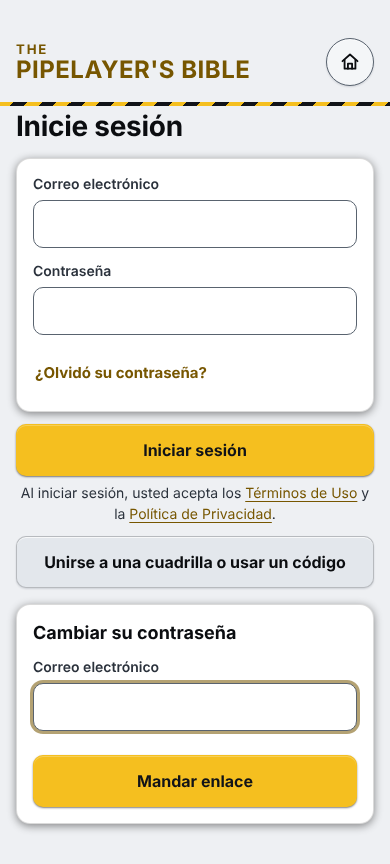 THE
PIPELAYER'S BIBLE
Inicie sesión
Correo electrónico
Contraseña
¿Olvidó su contraseña?
Iniciar sesión
Al iniciar sesión, usted acepta los Términos de Uso y
la Política de Privacidad.
Unirse a una cuadrilla o usar un código
Cambiar su contraseña
Correo electrónico
Mandar enlace